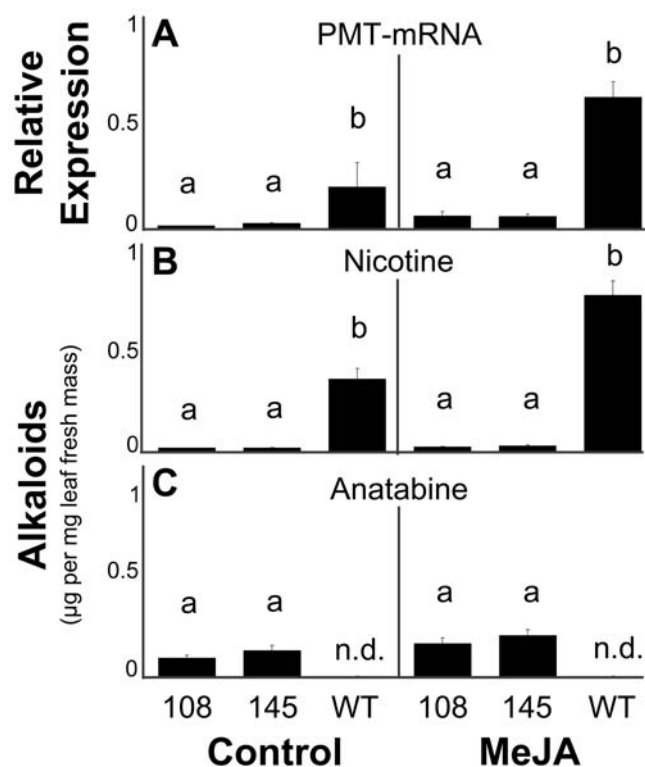 A PMT-mRNA
1
0.5
0
Relative
Expression
a a b a a b
B Nicotine
1
0.5
0
a a b a a b
C Anatabine
1
0.5
0
a a n.d. a a n.d.
Alkaloids
(µg per mg leaf fresh mass)
108 145 WT 108 145 WT
Control MeJA